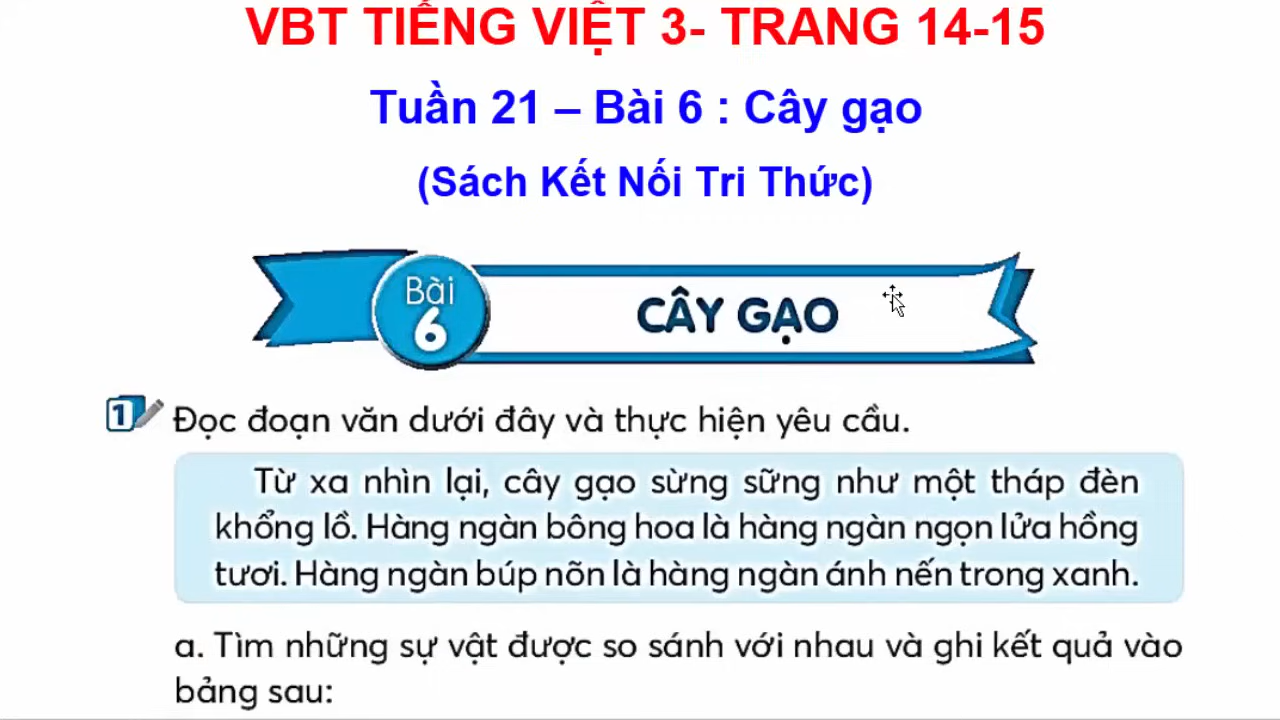 VBT TIẾNG VIỆT 3- TRANG 14-15
Tuần 21 – Bài 6 : Cây gạo
(Sách Kết Nối Tri Thức)
Bài
6
CÂY GẠO
1 Đọc đoạn văn dưới đây và thực hiện yêu cầu.
Từ xa nhìn lại, cây gạo sừng sững như một tháp đèn
khổng lồ. Hàng ngàn bông hoa là hàng ngàn ngọn lửa hồng
tươi. Hàng ngàn búp nõn là hàng ngàn ánh nến trong xanh.
a. Tìm những sự vật được so sánh với nhau và ghi kết quả vào
bảng sau: